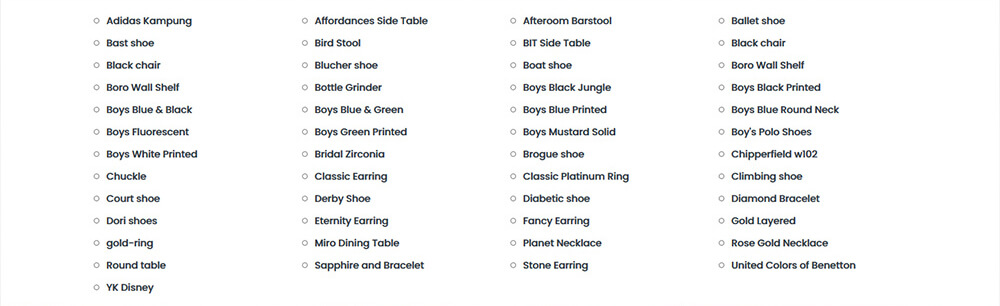 Adidas Kampung
Affordances Side Table
Afteroom Barstool
Ballet shoe
Bast shoe
Bird Stool
BIT Side Table
Black chair
Black chair
Blucher shoe
Boat shoe
Boro Wall Shelf
Boro Wall Shelf
Bottle Grinder
Boys Black Jungle
Boys Black Printed
Boys Blue & Black
Boys Blue & Green
Boys Blue Printed
Boys Blue Round Neck
Boys Fluorescent
Boys Green Printed
Boys Mustard Solid
Boy's Polo Shoes
Boys White Printed
Bridal Zirconia
Brogue shoe
Chipperfield w102
Chuckle
Classic Earring
Classic Platinum Ring
Climbing shoe
Court shoe
Derby Shoe
Diabetic shoe
Diamond Bracelet
Dori shoes
Eternity Earring
Fancy Earring
Gold Layered
gold-ring
Miro Dining Table
Planet Necklace
Rose Gold Necklace
Round table
Sapphire and Bracelet
Stone Earring
United Colors of Benetton
YK Disney